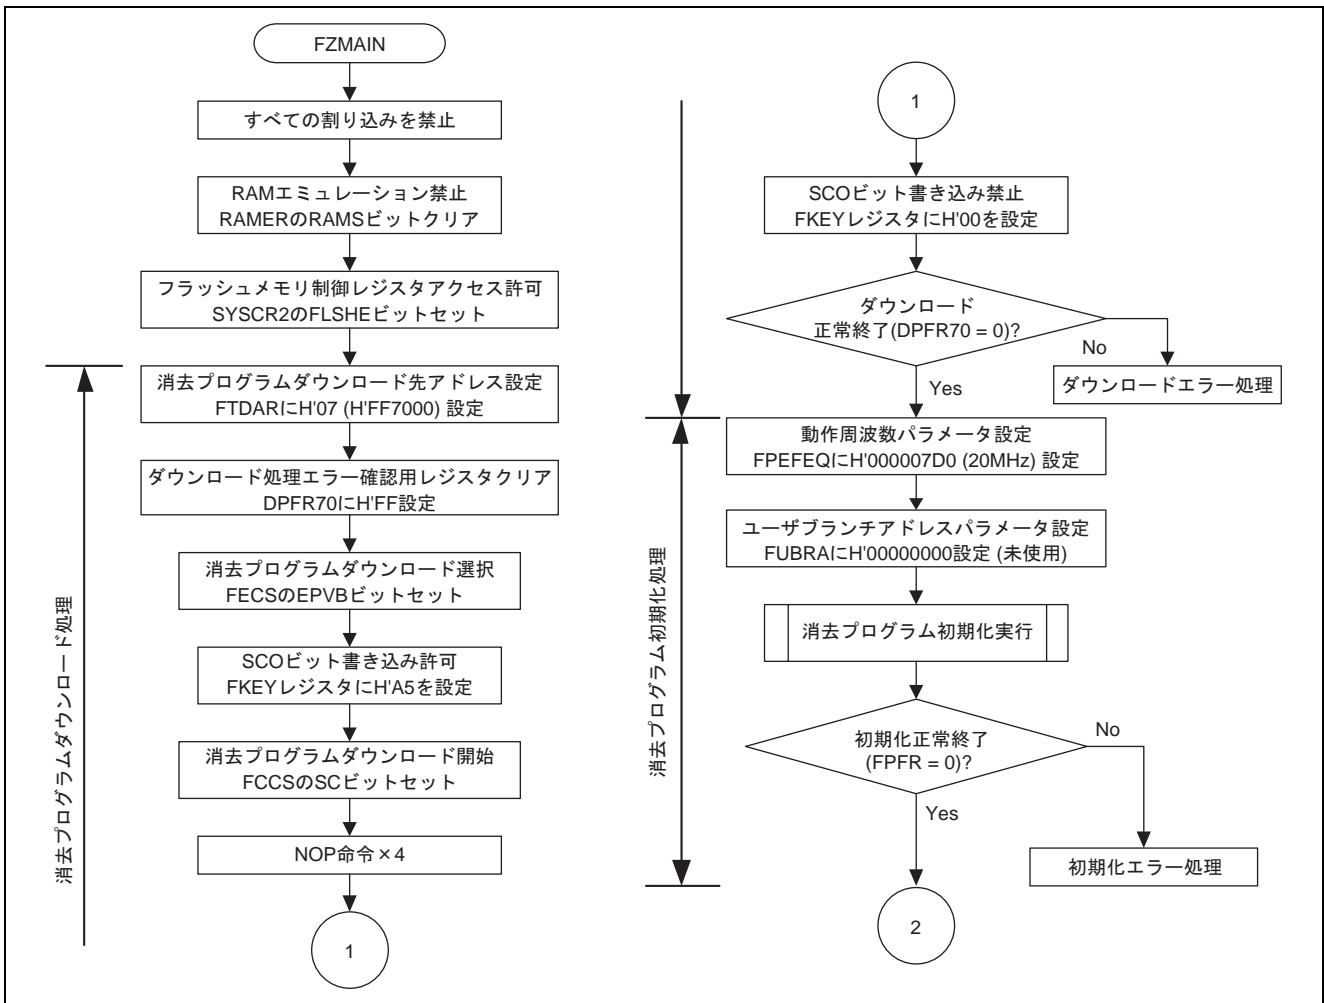 FZMAIN
すべての割り込みを禁止
RAMエミュレーション禁止
RAMERのRAMSビットクリア
フラッシュメモリ制御レジスタアクセス許可
SYSCR2のFLSHEビットセット
消去プログラムダウンロード先アドレス設定
FTDARにH'07 (H'FF7000) 設定
ダウンロード処理エラー確認用レジスタクリア
DPFR70にH'FF設定
消去プログラムダウンロード選択
FECSのEPVBビットセット
SCOビット書き込み許可
FKEYレジスタにH'A5を設定
消去プログラムダウンロード開始
FCCSのSCビットセット
NOP命令×4
1
消去プログラムダウンロード処理
1
SCOビット書き込み禁止
FKEYレジスタにH'00を設定
ダウンロード
正常終了(DPFR70 = 0)?
No
ダウンロードエラー処理
Yes
動作周波数パラメータ設定
FPEFEQにH'000007D0 (20MHz) 設定
ユーザブランチアドレスパラメータ設定
FUBRAにH'00000000設定 (未使用)
消去プログラム初期化実行
初期化正常終了
(FPFR = 0)?
No
Yes
初期化エラー処理
2
消去プログラム初期化処理